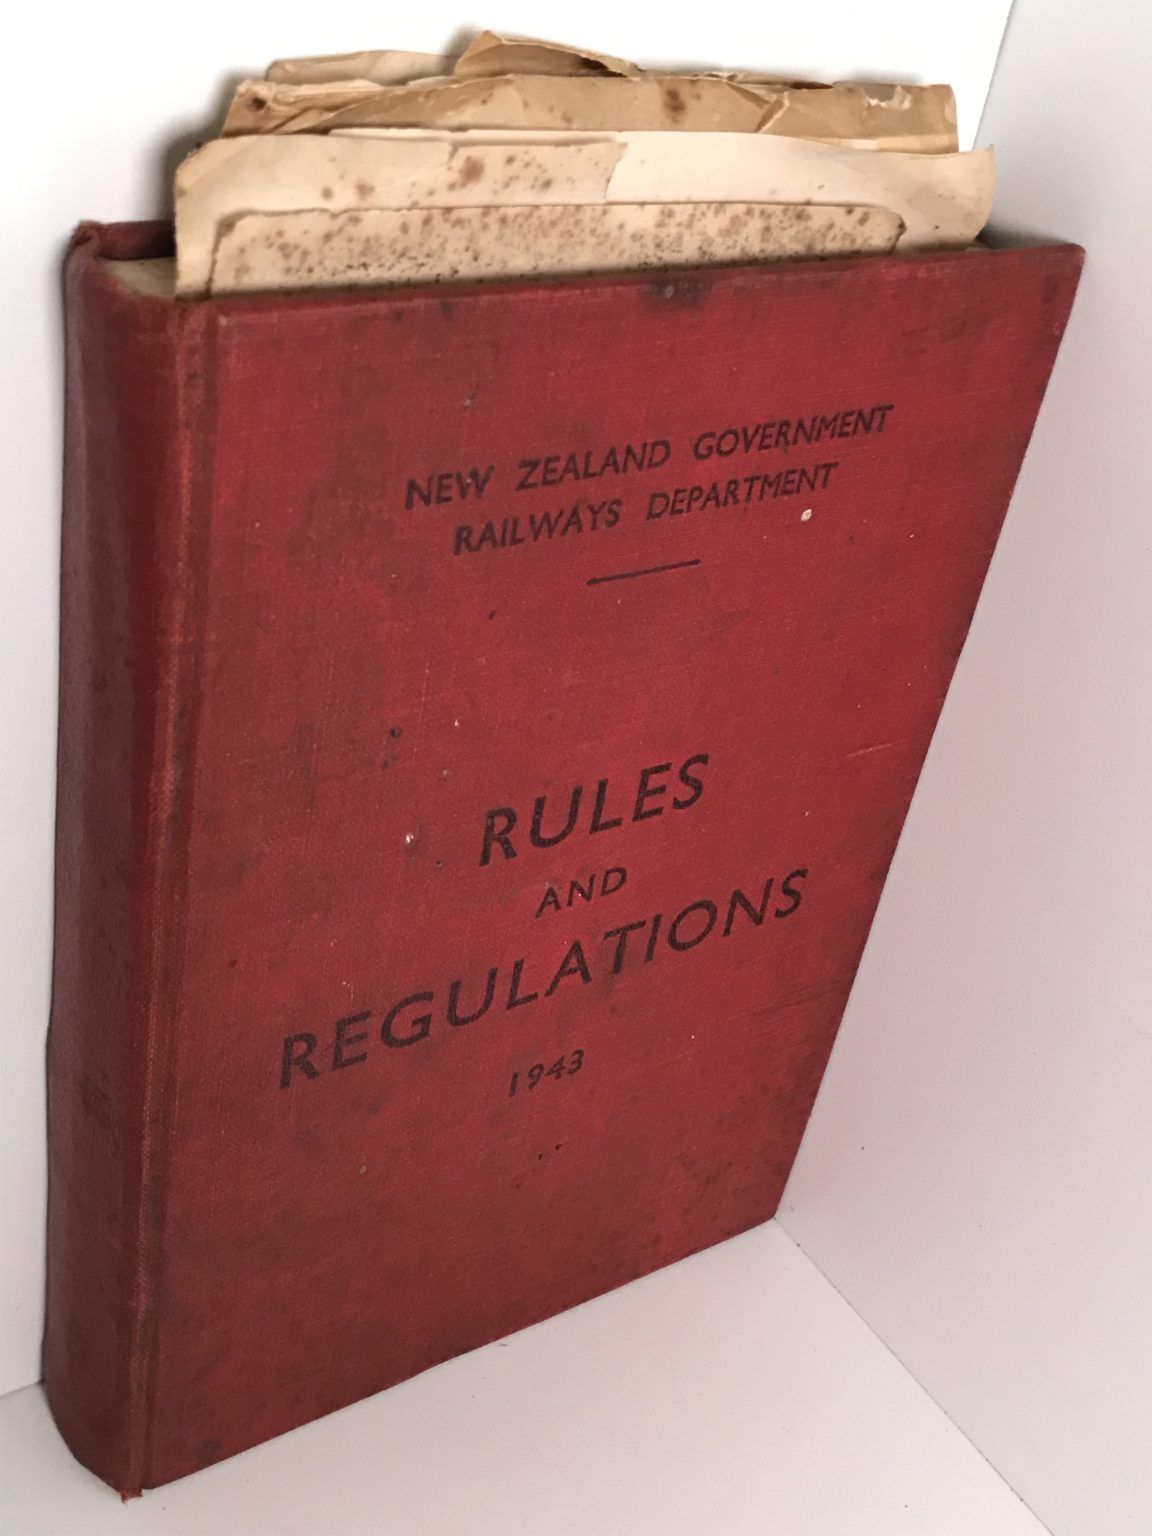 NEW ZEALAND GOVERNMENT
RAILWAYS DEPARTMENT
RULES
AND
REGULATIONS
1943